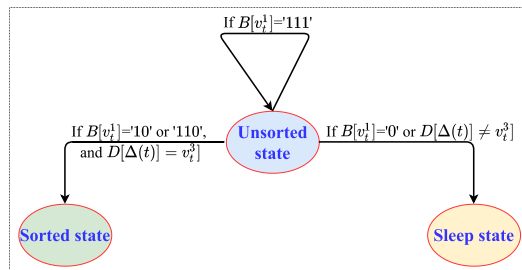 If B[v_t^1]='111'
If B[v_t^1]='10' or '110',
and D[Δ(t)] = v_t^3]
Unsorted
state
If B[v_t^1]='0' or D[Δ(t)] ≠ v_t^3]
Sorted state
Sleep state